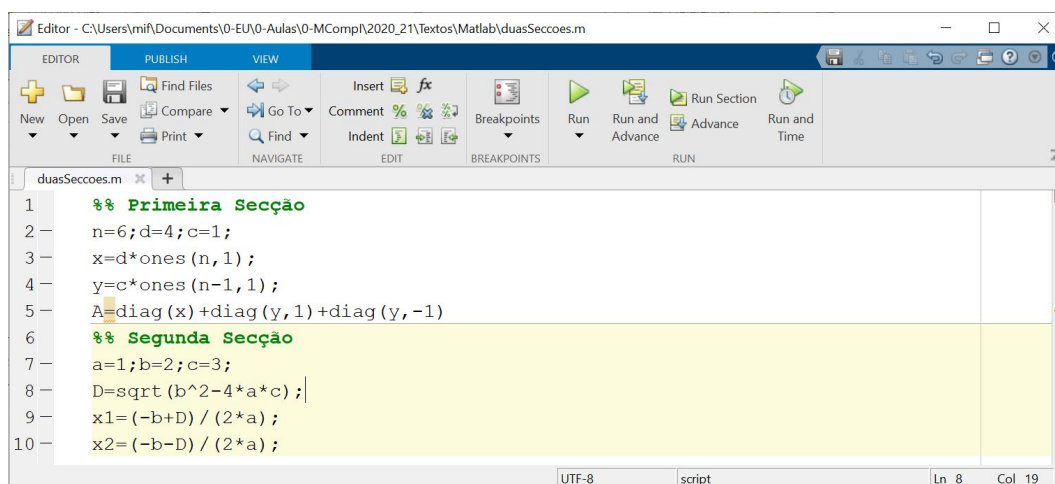 Editor - C:\Users\mif\Documents\0-EU\0-Aulas\0-MCompI\2020_21\Textos\Matlab\duasSeccoes.m
EDITOR PUBLISH VIEW
New Open Save
Find Files
Compare
Print
FILE
Go To
Find
NAVIGATE
Insert fx
Comment
Indent
EDIT
Breakpoints
BREAKPOINTS
Run
Run and Advance
Run Section
Advance
Run and Time
RUN
duasSeccoes.m
1 %% Primeira Secção
2 n=6;d=4;c=1;
3 x=d*ones(n,1);
4 y=c*ones(n-1,1);
5 A=diag(x)+diag(y,1)+diag(y,-1)
6 %% Segunda Secção
7 a=1;b=2;c=3;
8 D=sqrt(b^2-4*a*c);
9 x1=(-b+D)/(2*a);
10 x2=(-b-D)/(2*a);
UTF-8 script Ln 8 Col 19